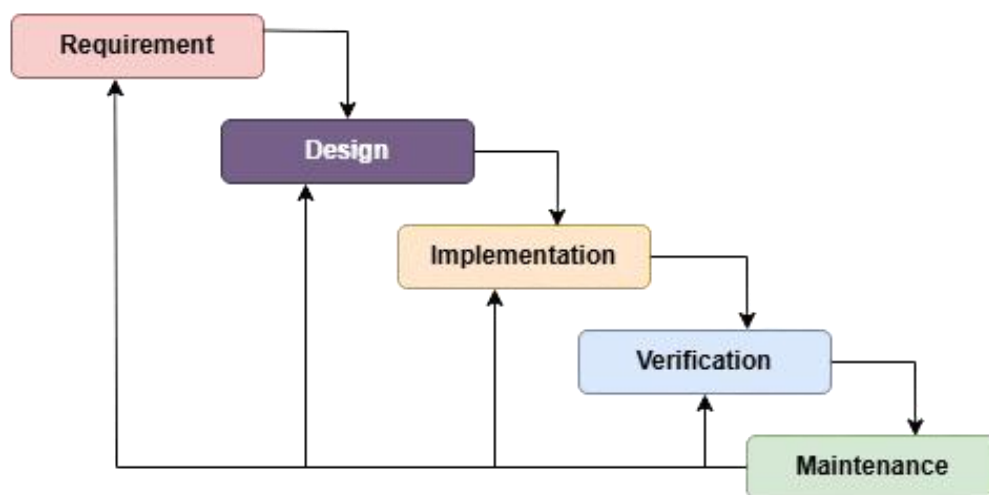 Requirement
Design
Implementation
Verification
Maintenance